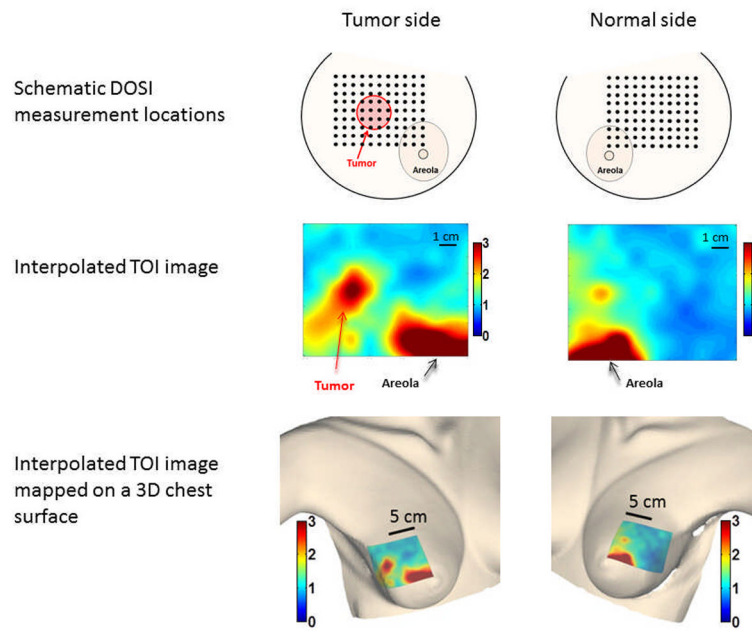 Tumor side
Normal side
Schematic DOSI
measurement locations
Tumor
Areola
Areola
Interpolated TOI image
1 cm
3
2
1
0
Tumor
Areola
1 cm
Areola
Interpolated TOI image
mapped on a 3D chest
surface
5 cm
3
2
1
0
5 cm
3
2
1
0